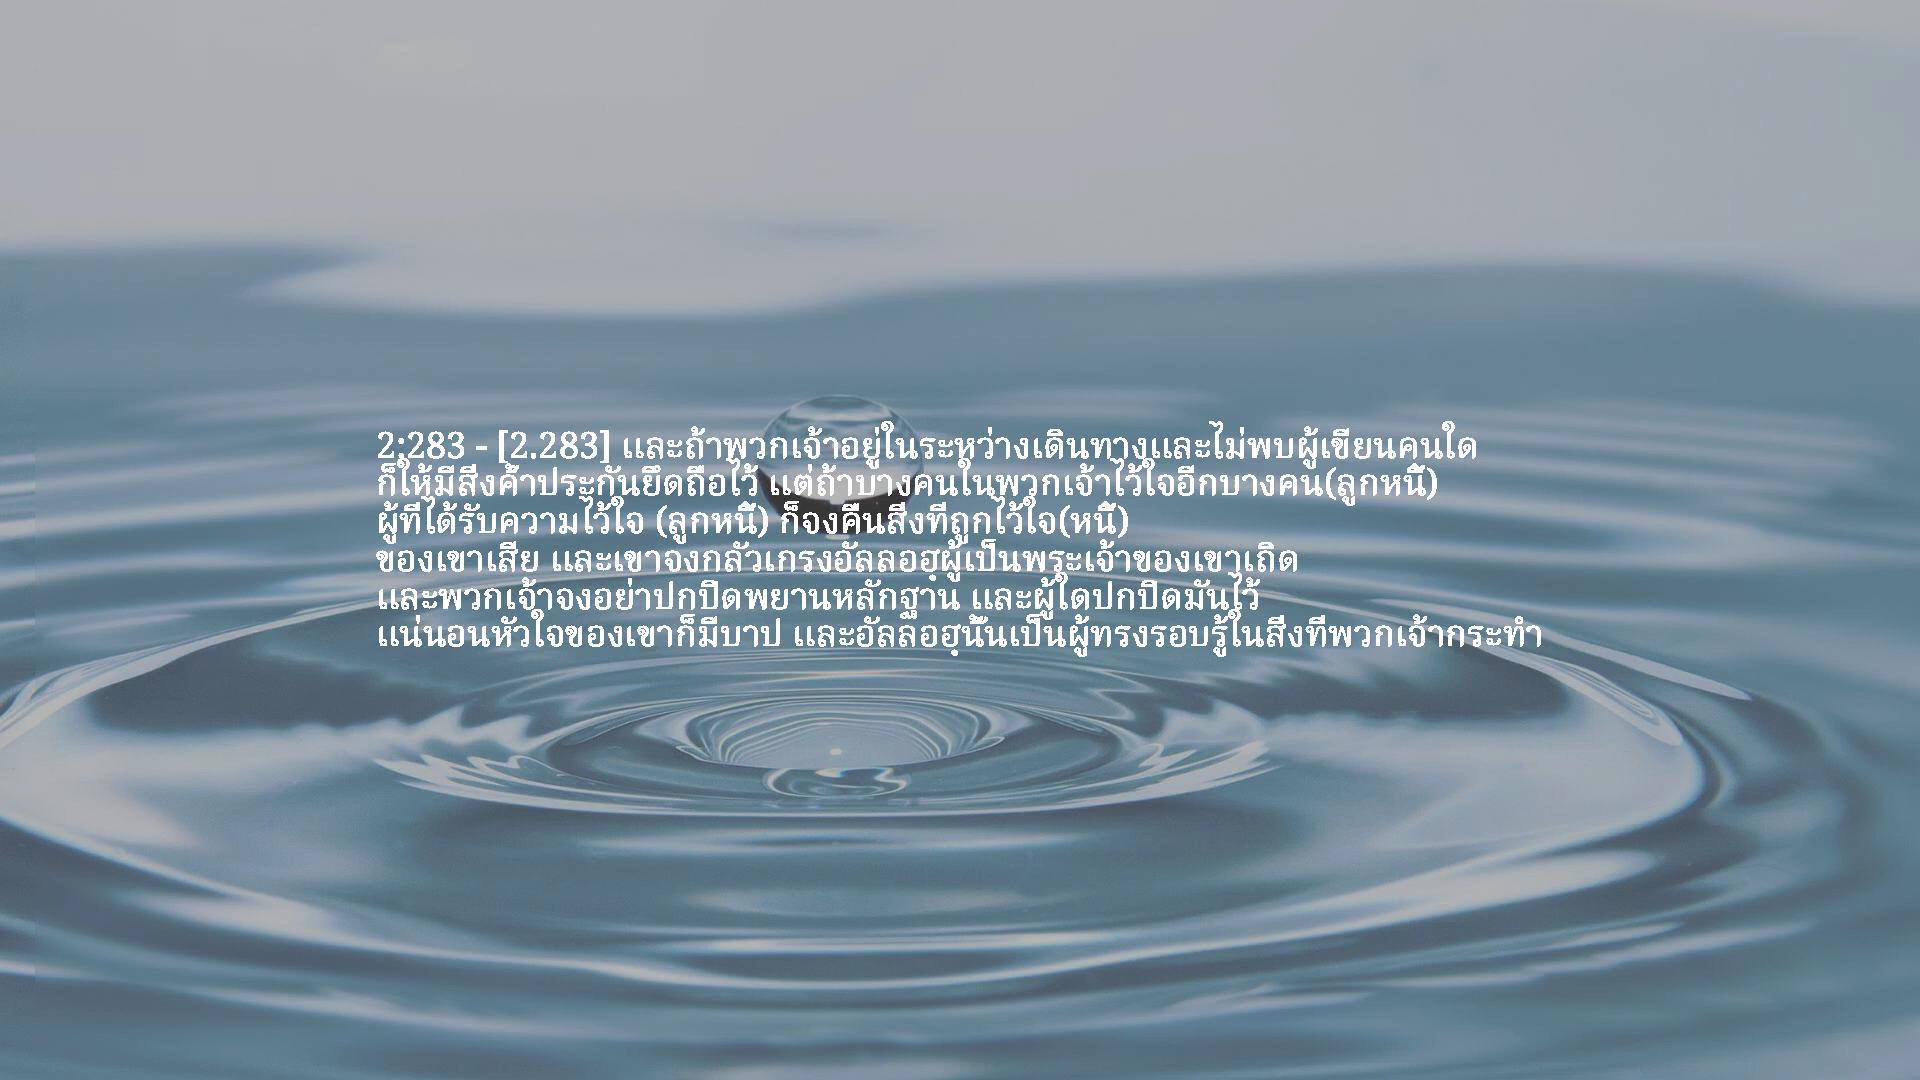 2:283 - [2.283] และถ้าพวกเจ้าอยู่ในระหว่างเดินทางและไม่พบผู้เขียนคนใด
ก็ให้มีสิ่งค้ำประกันยึดถือไว้ แต่ถ้าบางคนในพวกเจ้าไว้ใจอีกบางคน(ลูกหนี้)
ผู้ที่ได้รับความไว้ใจ (ลูกหนี้) ก็จงคืนสิ่งที่ถูกไว้ใจ(หนี้)
ของเขาเสีย และเขาจงกลัวเกรงอัลลอฮฺผู้เป็นพระเจ้าของเขาเถิด
และพวกเจ้าจงอย่าปกปิดพยานหลักฐาน และผู้ใดปกปิดมันไว้
แน่นอนหัวใจของเขาก็มีบาป และอัลลอฮฺนั้นเป็นผู้ทรงรอบรู้ในสิ่งที่พวกเจ้ากระทำ